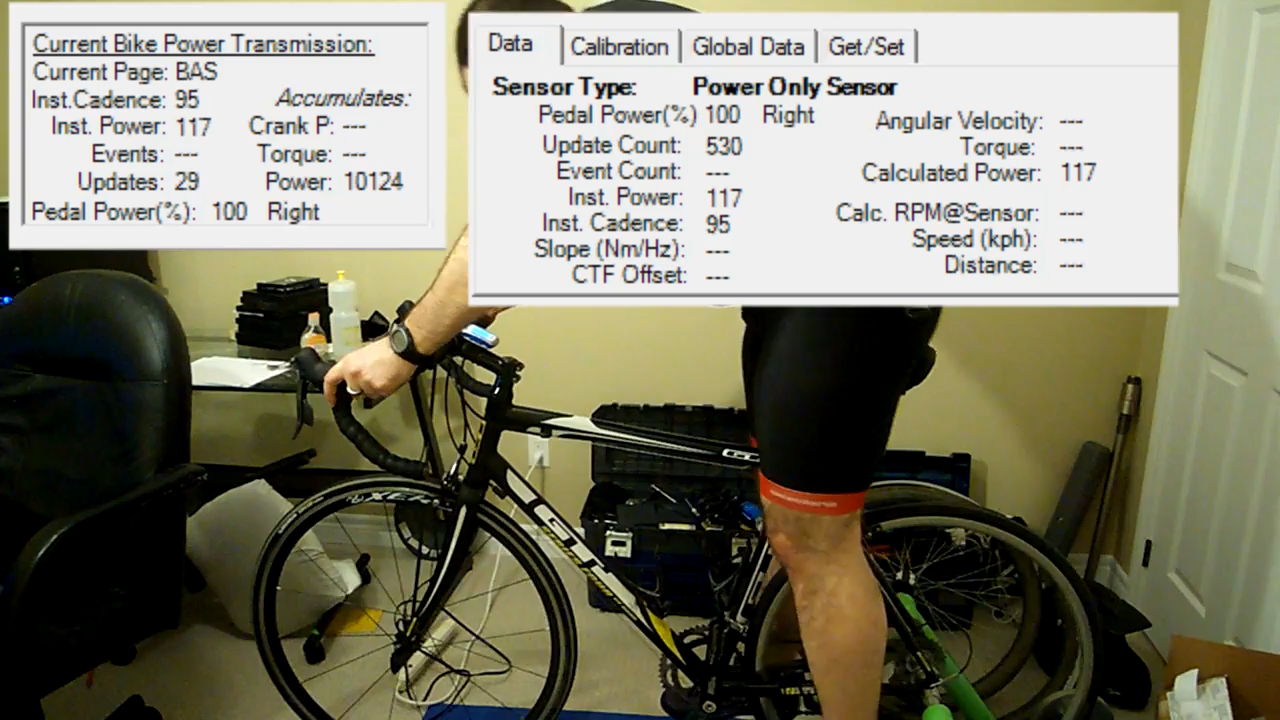 Current Bike Power Transmission:
Current Page: BAS
Inst.Cadence: 95 Accumulates:
Inst. Power: 117 Crank P: ---
Events: --- Torque: ---
Updates: 29 Power: 10124
Pedal Power(%): 100 Right
Data Calibration Global Data Get/Set
Sensor Type: Power Only Sensor
Pedal Power(%) 100 Right
Update Count: 530
Event Count: ---
Inst. Power: 117
Inst. Cadence: 95
Slope (Nm/Hz): ---
CTF Offset: ---
Angular Velocity: ---
Torque: ---
Calculated Power: 117
Calc. RPM@Sensor: ---
Speed (kph): ---
Distance: ---